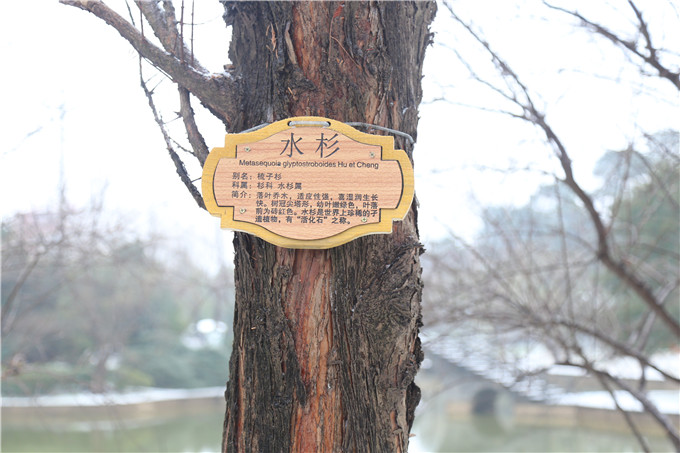 水杉
Metasequoia glyptostroboides Hu et Cheng
别名：梳子杉
科属：杉科 水杉属
简介：落叶乔木，适应性强，喜湿润生长
快。树冠尖塔形，幼叶嫩绿色，叶落
前为砖红色。水杉是世界上珍稀的孑
遗植物，有“活化石”之称。